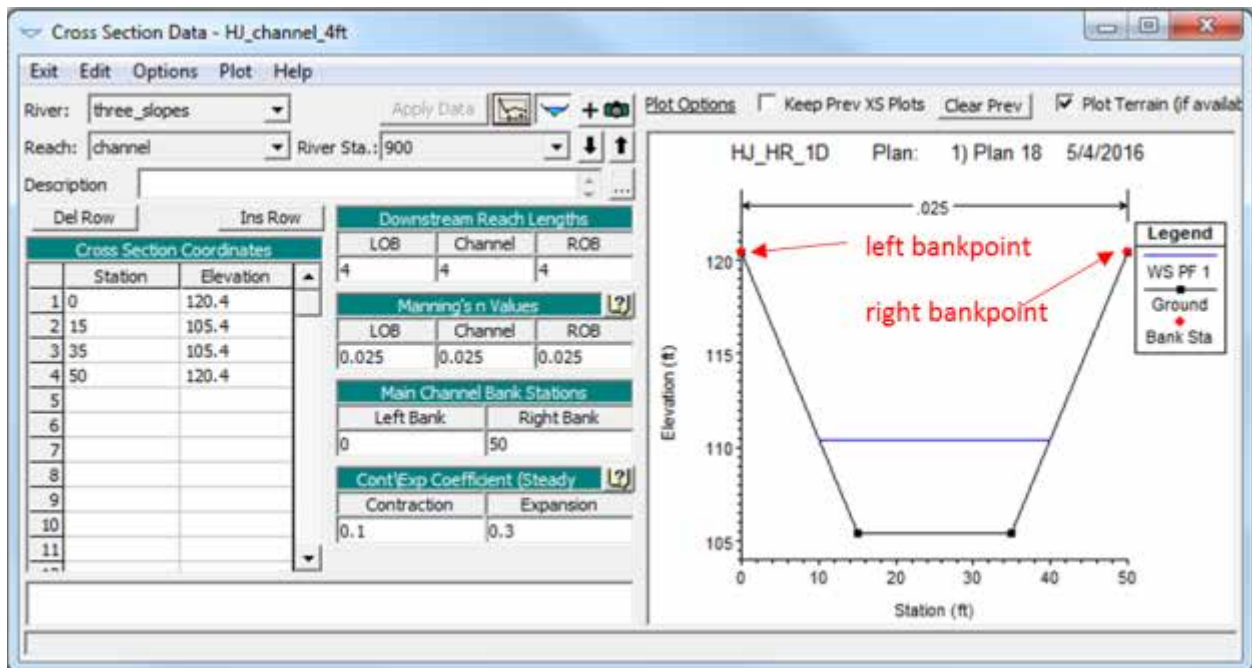 Cross Section Data - HJ_channel_4ft
Exit Edit Options Plot Help
River: three_slopes Apply Data +
Reach: channel River Sta.: 900
Description ...
Del Row Ins Row
Cross Section Coordinates
Station Elevation
1 0 120.4
2 15 105.4
3 35 105.4
4 50 120.4
5
6
7
8
9
10
11
Downstream Reach Lengths
LOB Channel ROB
4 4 4
Manning's n Values
LOB Channel ROB
0.025 0.025 0.025
Main Channel Bank Stations
Left Bank Right Bank
0 50
Cont\Exp Coefficient (Steady
Contraction Expansion
0.1 0.3
Plot Options Keep Prev XS Plots Clear Prev Plot Terrain (if availab
HJ_HR_1D Plan: 1) Plan 18 5/4/2016
.025
left bankpoint
right bankpoint
Legend
WS PF 1
Ground
Bank Sta
Elevation (ft)
120
115
110
105
0 10 20 30 40 50
Station (ft)